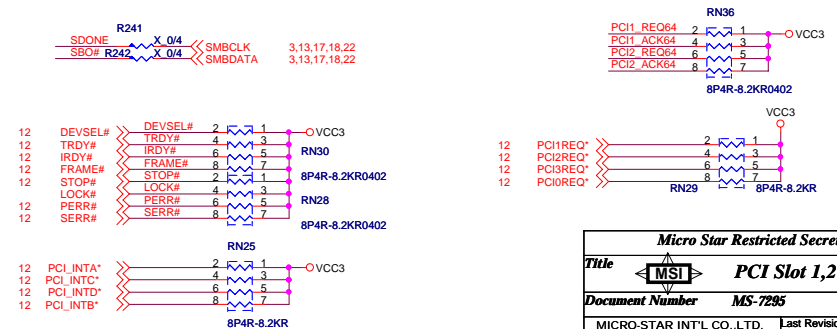 R241
SDONE X_0/4 SMBCLK 3,13,17,18,22
SBO# R242 X_0/4 SMBDATA 3,13,17,18,22
RN36
PCI1_REQ64 2 1 VCC3
PCI1_ACK64 4 3
PCI2_REQ64 6 5
PCI2_ACK64 8 7
8P4R-8.2KR0402
12 DEVSEL# DEVSEL# 2 1 VCC3
12 TRDY# TRDY# 4 3
12 IRDY# IRDY# 6 5 RN30
12 FRAME# FRAME# 8 7
12 STOP# STOP# 2 1 8P4R-8.2KR0402
LOCK# LOCK# 4 3
12 PERR# PERR# 6 5 RN28
12 SERR# SERR# 8 7
8P4R-8.2KR0402
VCC3
12 PCI1REQ* 2 1
12 PCI2REQ* 4 3
12 PCI3REQ* 6 5
12 PCI0REQ* 8 7
RN29 8P4R-8.2KR
RN25
12 PCI_INTA* 2 1 VCC3
12 PCI_INTC* 4 3
12 PCI_INTD* 6 5
12 PCI_INTB* 8 7
8P4R-8.2KR
Micro Star Restricted Secre
Title MSI PCI Slot 1,2
Document Number MS-7295
MICRO-STAR INT'L CO.,LTD. Last Revisio